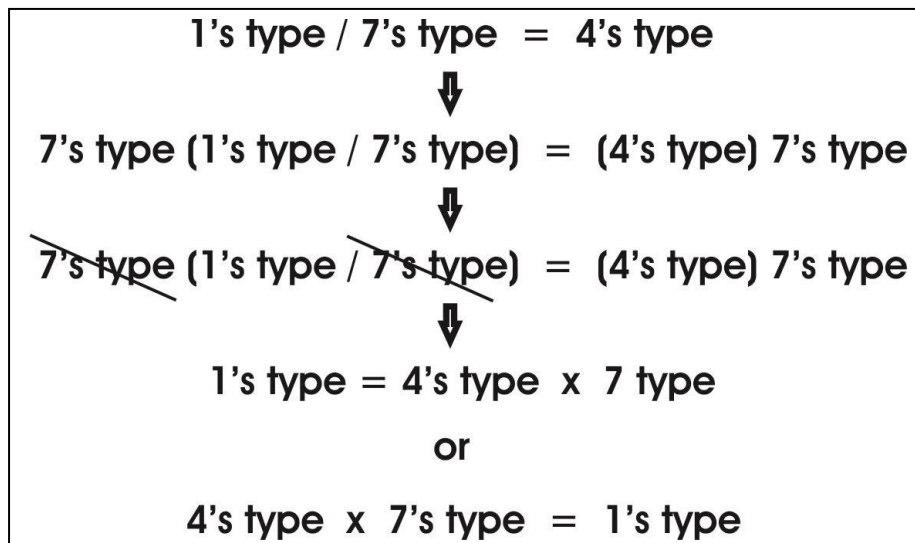 1's type / 7's type = 4's type
7's type (1's type / 7's type) = (4's type) 7's type
7's type (1's type / 7's type) = (4's type) 7's type
1's type = 4's type x 7 type
or
4's type x 7's type = 1's type